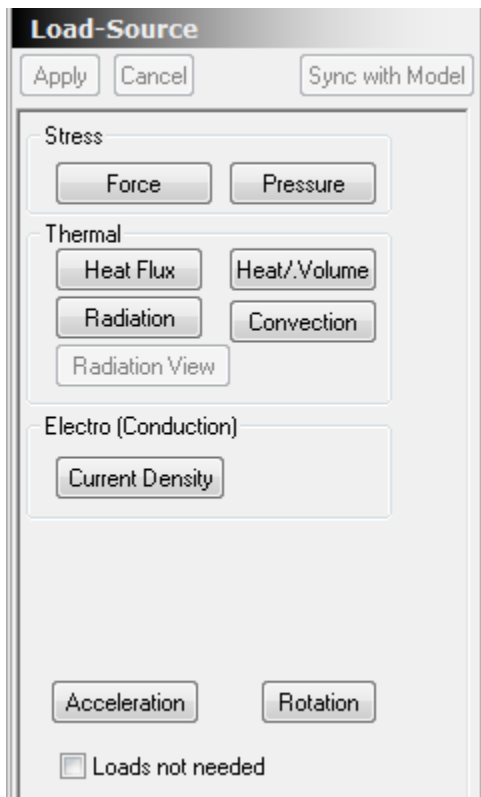 Load-Source
Apply Cancel Sync with Model
Stress
Force Pressure
Thermal
Heat Flux Heat/.Volume
Radiation Convection
Radiation View
Electro (Conduction)
Current Density
Acceleration Rotation
Loads not needed